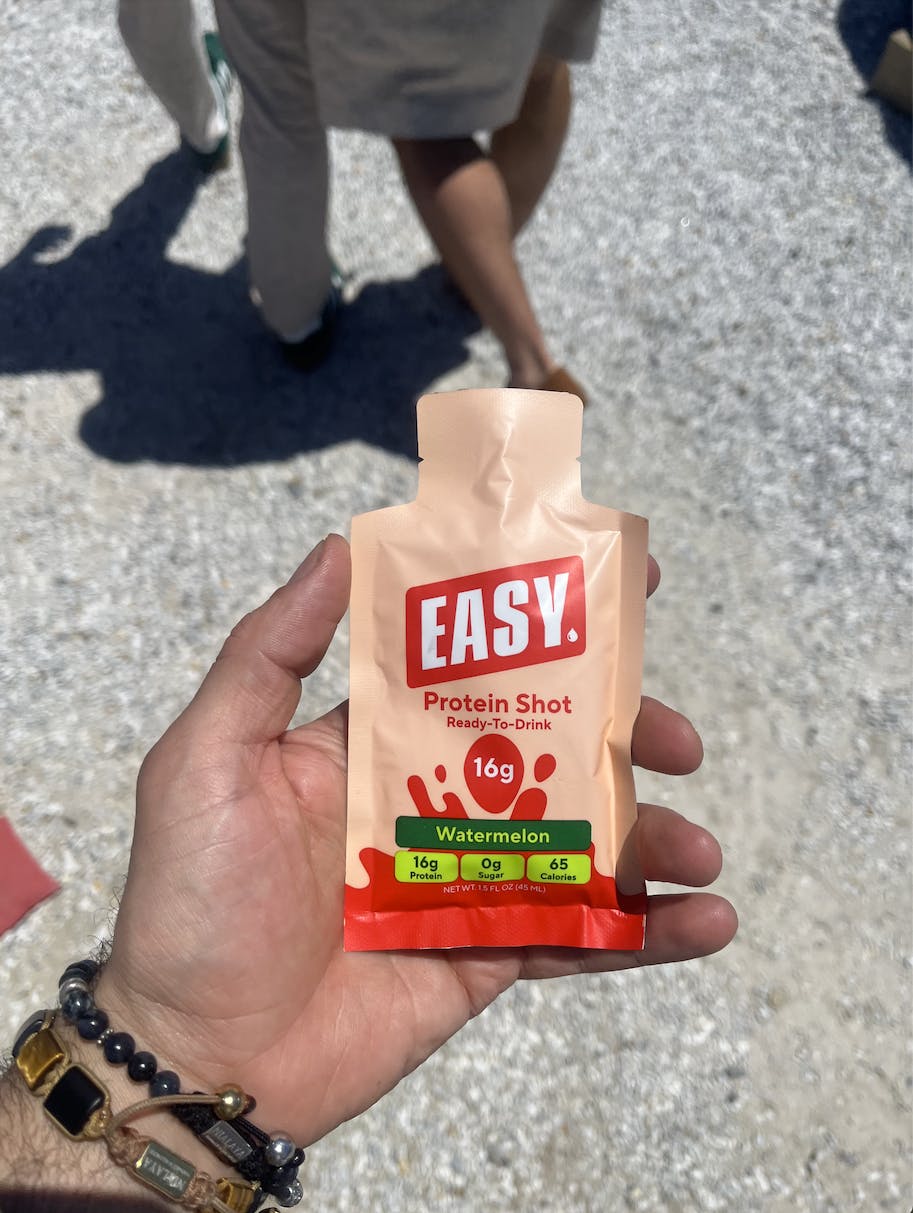 EASY.
Protein Shot
Ready-To-Drink
16g
Watermelon
16g
Protein
0g
Sugar
65
Calories
NET WT. 1.5 FL OZ (45 ML)